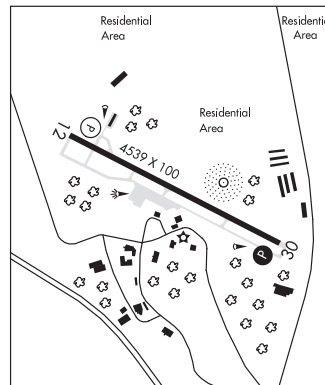 Residential
Area
Residential
Area
Residential
Area
P
12
4539 X 100
30
P